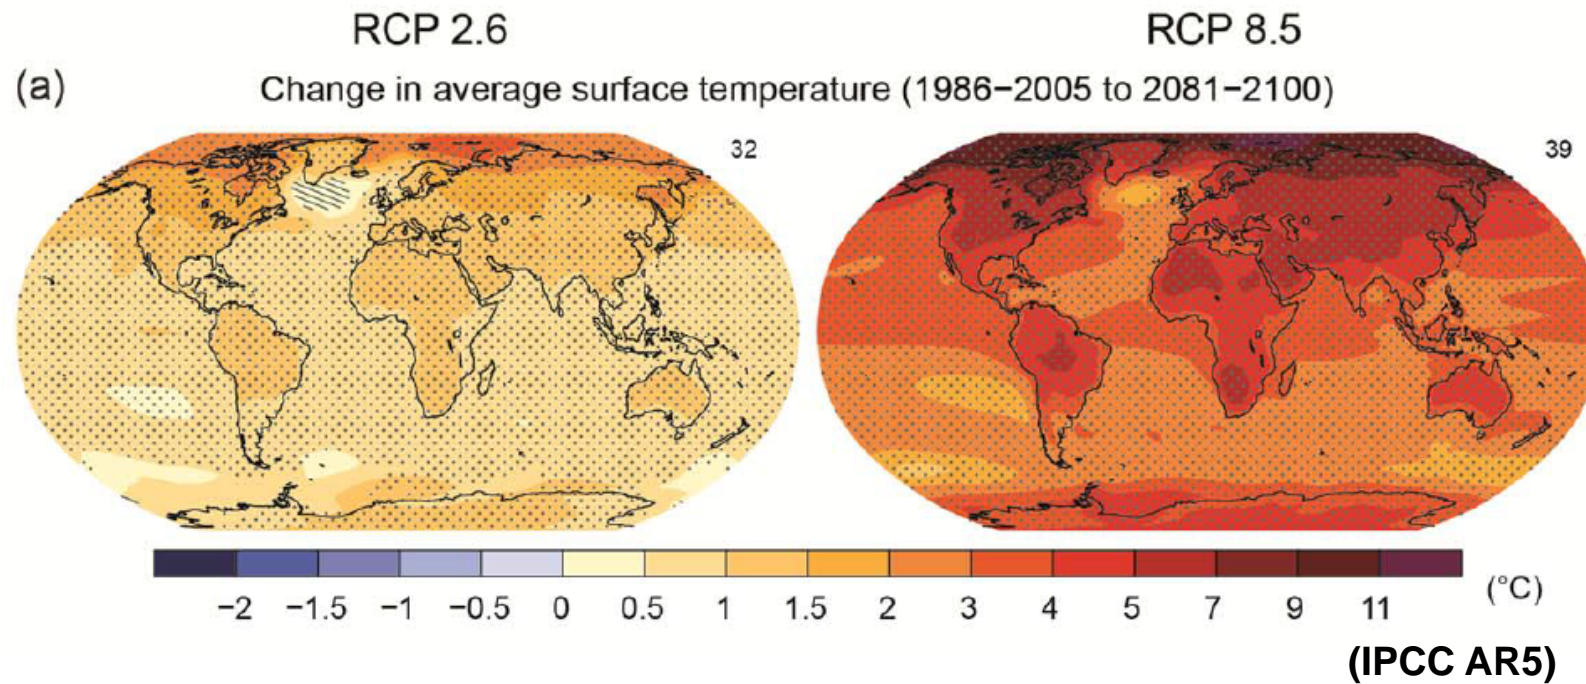 RCP 2.6 RCP 8.5
(a) Change in average surface temperature (1986−2005 to 2081−2100)
32 39
−2 −1.5 −1 −0.5 0 0.5 1 1.5 2 3 4 5 7 9 11 (°C)
(IPCC AR5)